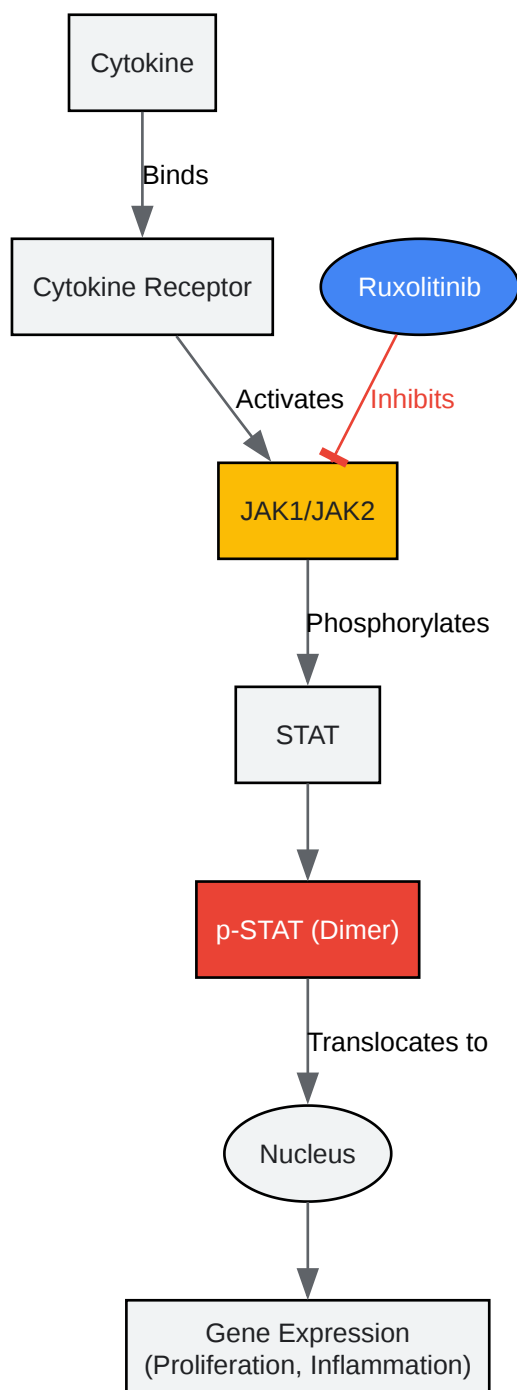 Cytokine
Binds
Cytokine Receptor
Ruxolitinib
Activates
Inhibits
JAK1/JAK2
Phosphorylates
STAT
p-STAT (Dimer)
Translocates to
Nucleus
Gene Expression
(Proliferation, Inflammation)